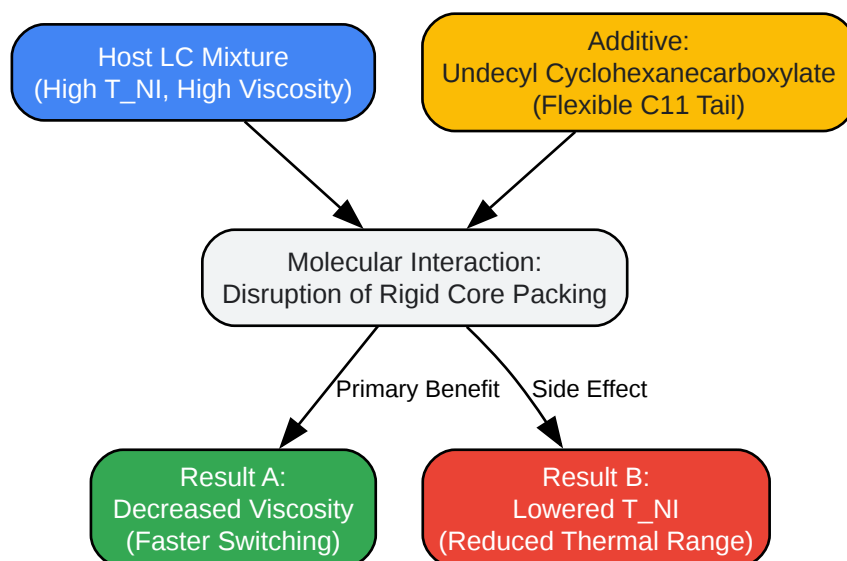 Host LC Mixture
(High T_NI, High Viscosity)
Additive:
Undecyl Cyclohexanecarboxylate
(Flexible C11 Tail)
Molecular Interaction:
Disruption of Rigid Core Packing
Primary Benefit
Side Effect
Result A:
Decreased Viscosity
(Faster Switching)
Result B:
Lowered T_NI
(Reduced Thermal Range)